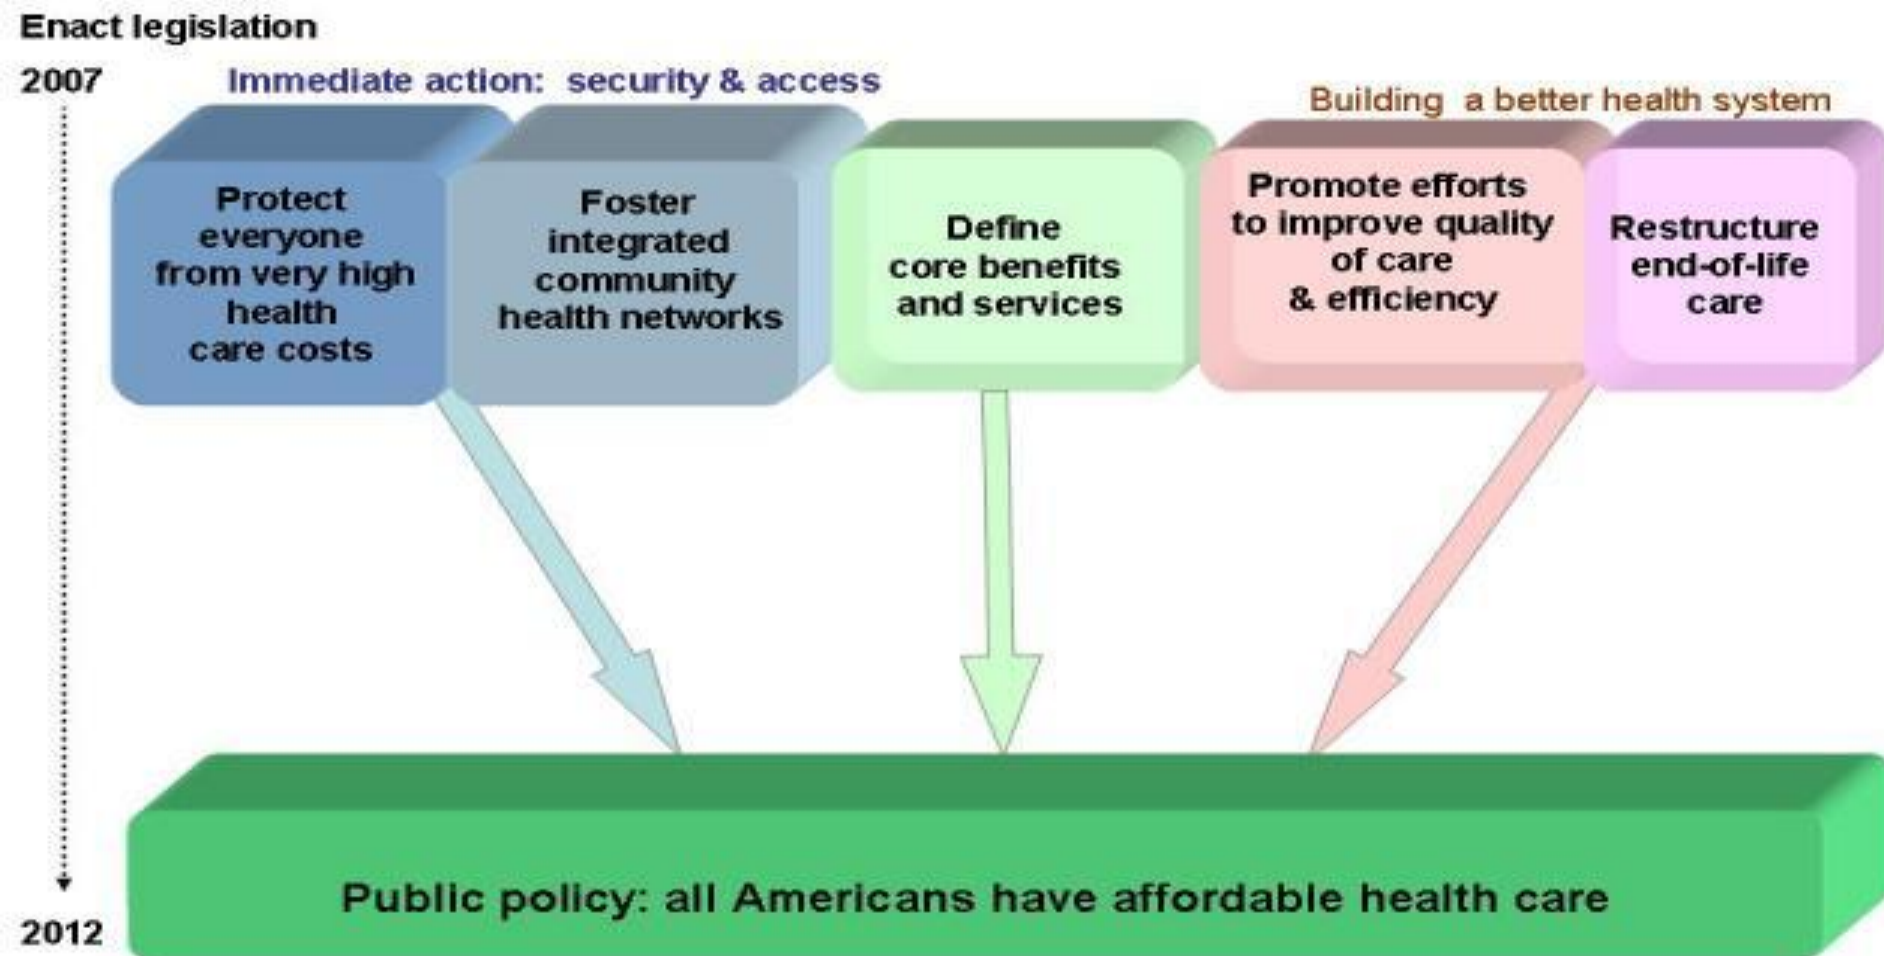 Enact legislation
2007
Immediate action:  security & access
Building  a better health system
Protect
everyone
from very high
health
care costs
Foster
integrated
community
health networks
Define
core benefits
and services
Promote efforts
to improve quality
of care
& efficiency
Restructure
end-of-life
care
Public policy: all Americans have affordable health care
2012